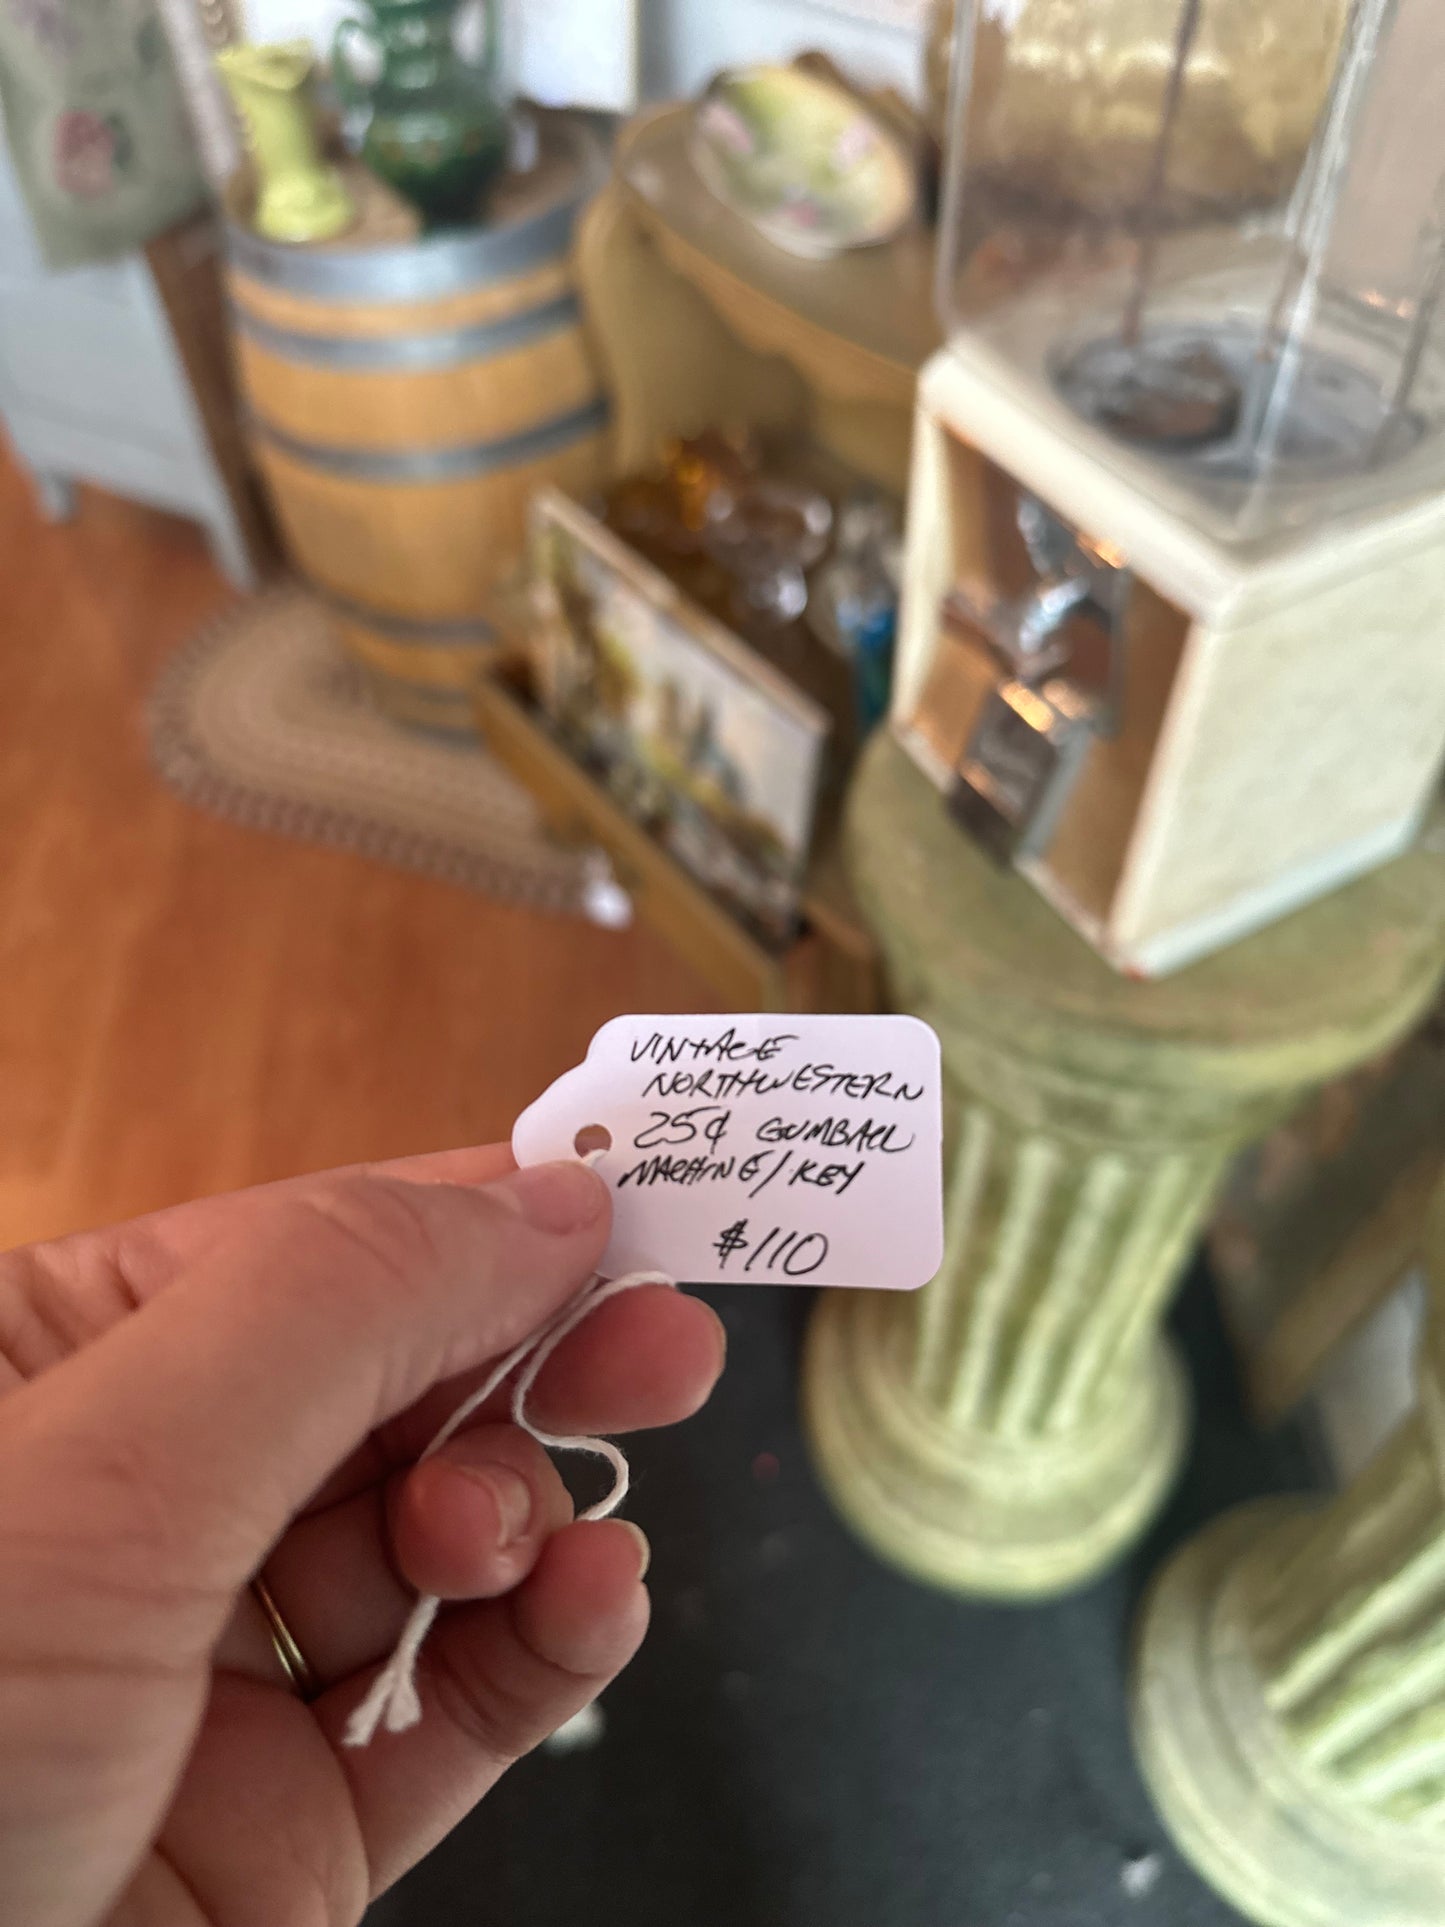 VINTAGE
NORTHWESTERN
25¢ GUMBALL
MACHINE/KEY
$110